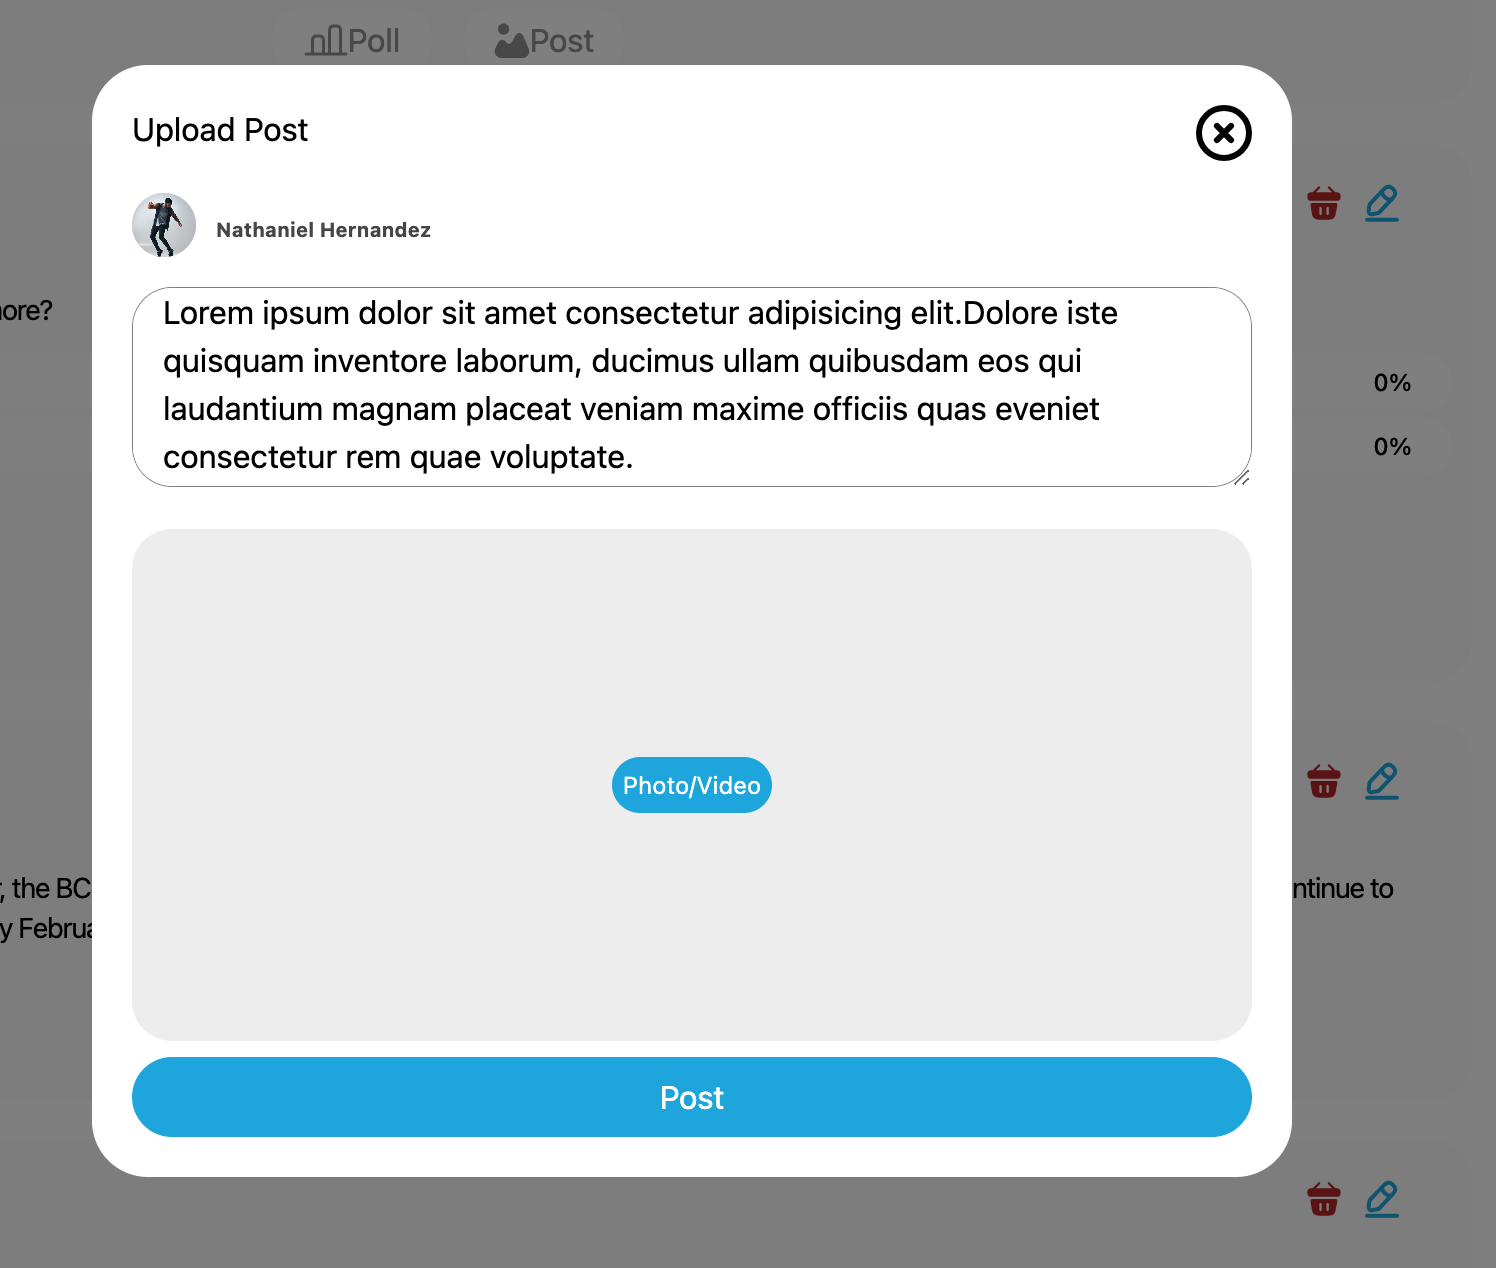 Poll Post
Upload Post
Nathaniel Hernandez
Lorem ipsum dolor sit amet consectetur adipisicing elit.Dolore iste
quisquam inventore laborum, ducimus ullam quibusdam eos qui
laudantium magnam placeat veniam maxime officiis quas eveniet
consectetur rem quae voluptate.
0%
0%
Photo/Video
, the BC
ntinue to
y Februa
Post